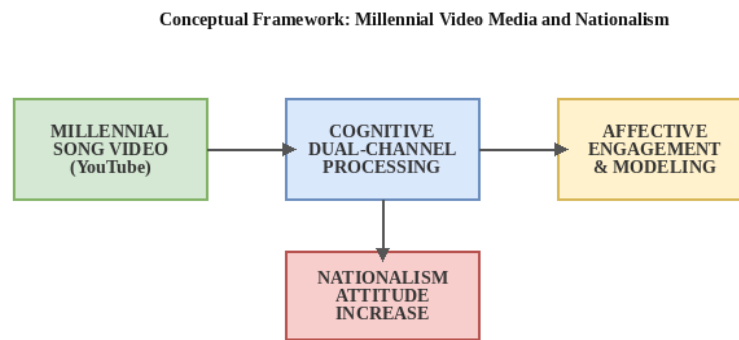 Conceptual Framework: Millennial Video Media and Nationalism
MILLENNIAL
SONG VIDEO
(YouTube)
COGNITIVE
DUAL-CHANNEL
PROCESSING
AFFECTIVE
ENGAGEMENT
& MODELING
NATIONALISM
ATTITUDE
INCREASE